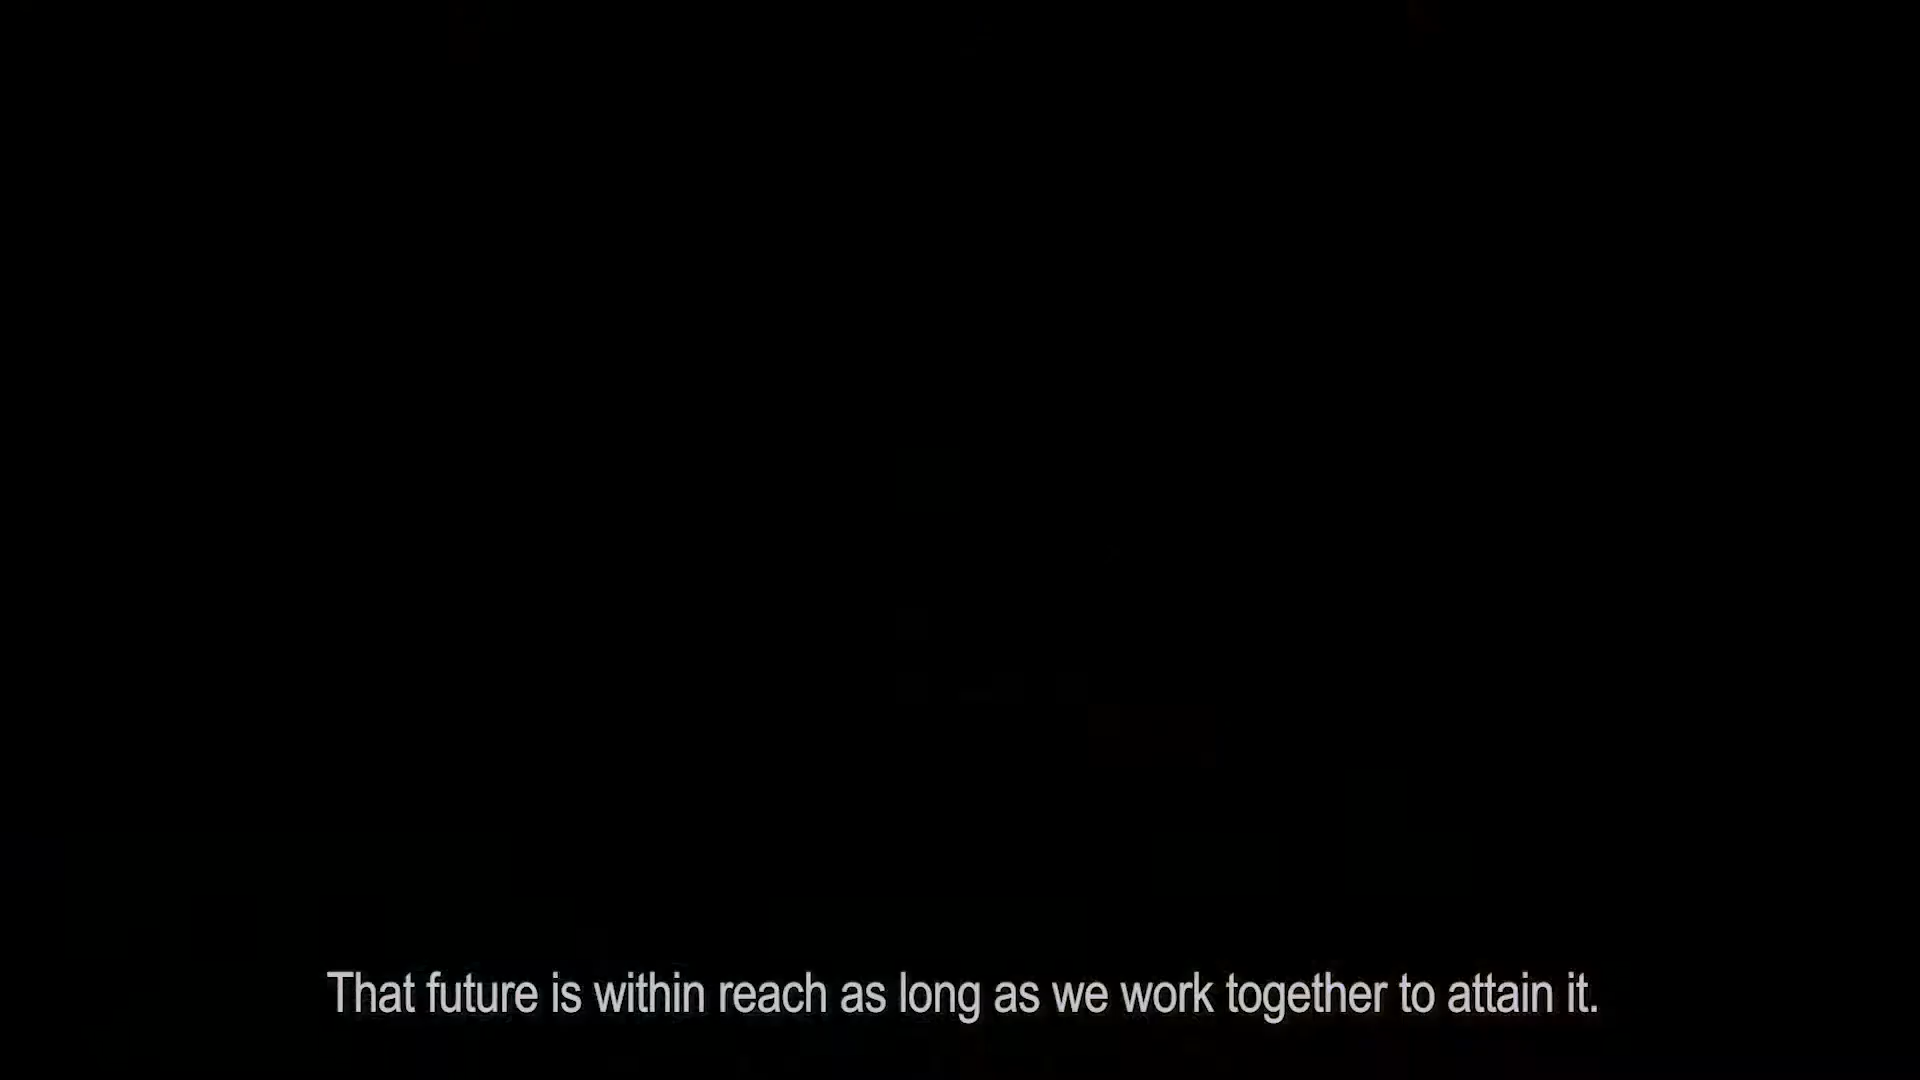 That future is within reach as long as we work together to attain it.